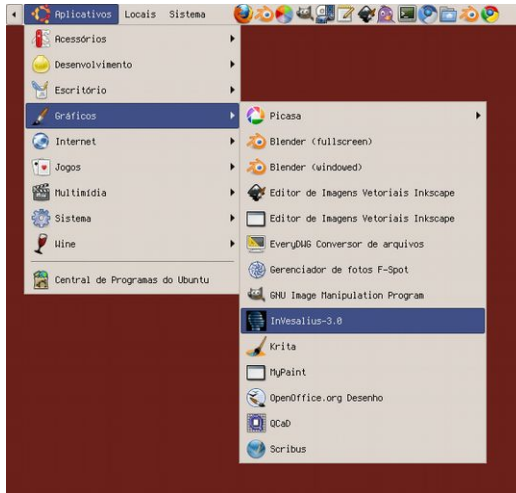 Aplicativos Locais Sistema
Acessórios
Desenvolvimento
Escritório
Gráficos
Internet
Jogos
Multimídia
Sistema
Wine
Central de Programas do Ubuntu
Picasa
Blender (fullscreen)
Blender (windowed)
Editor de Imagens Vetoriais Inkscape
Editor de Imagens Vetoriais Inkscape
EveryDWG Conversor de arquivos
Gerenciador de fotos F-Spot
GNU Image Manipulation Program
InVesalius-3.0
Krita
MyPaint
OpenOffice.org Desenho
QCaD
Scribus